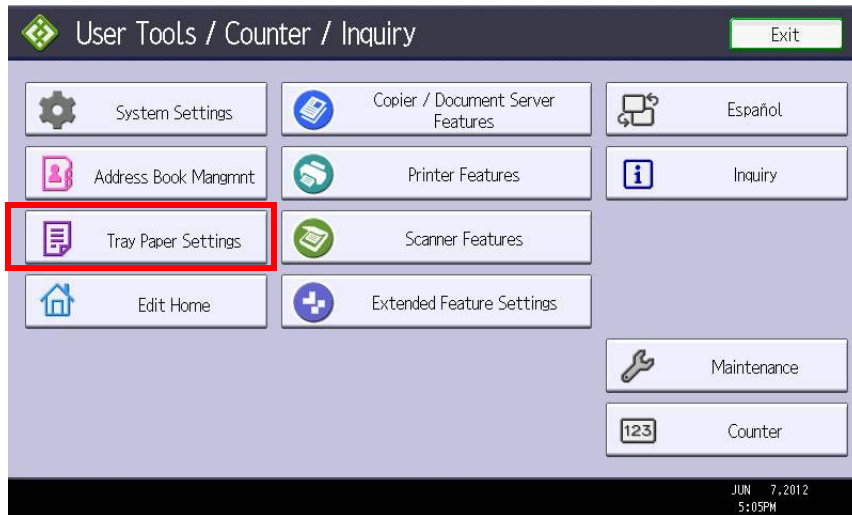 User Tools / Counter / Inquiry
Exit
System Settings
Copier / Document Server
Features
Español
Address Book Mangmnt
Printer Features
Inquiry
Tray Paper Settings
Scanner Features
Edit Home
Extended Feature Settings
Maintenance
123
Counter
JUN 7,2012
5:05PM